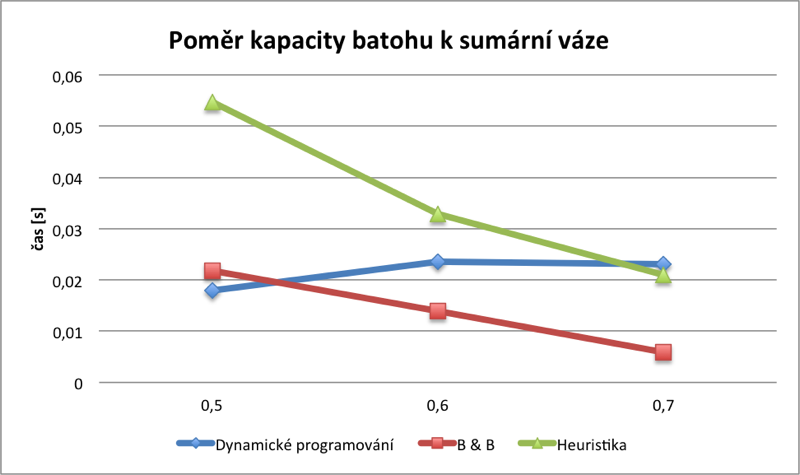 Poměr kapacity batohu k sumární váze
0,06
0,05
0,04
0,03
0,02
0,01
0
čas [s]
0,5 0,6 0,7
Dynamické programování B & B Heuristika